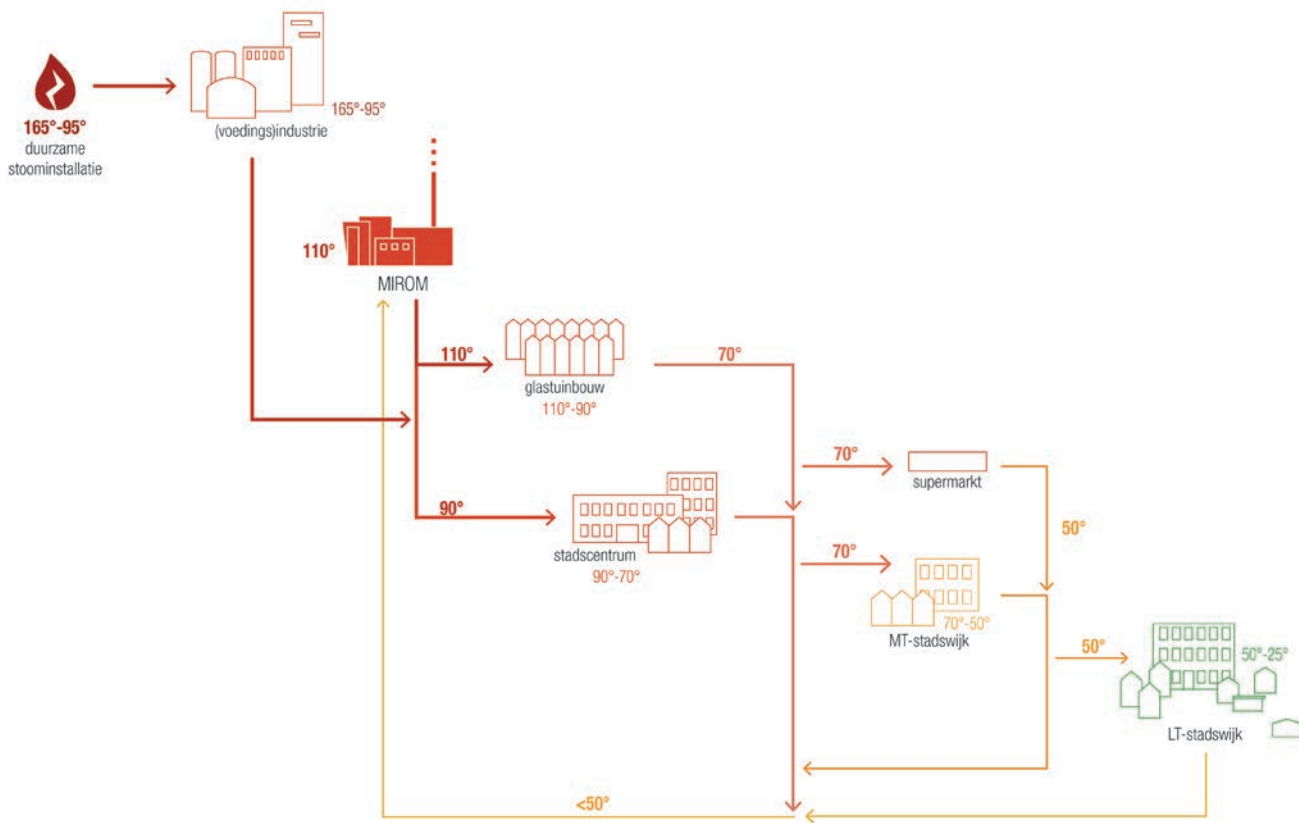 165°-95°
duurzame
stoominstallatie
165°-95°
(voedings)industrie
110°
MIROM
110°
glastuinbouw
110°-90°
70°
90°
stadscentrum
90°-70°
70°
supermarkt
50°
70°
70°-50°
MT-stadswijk
50°
50°-25°
LT-stadswijk
<50°